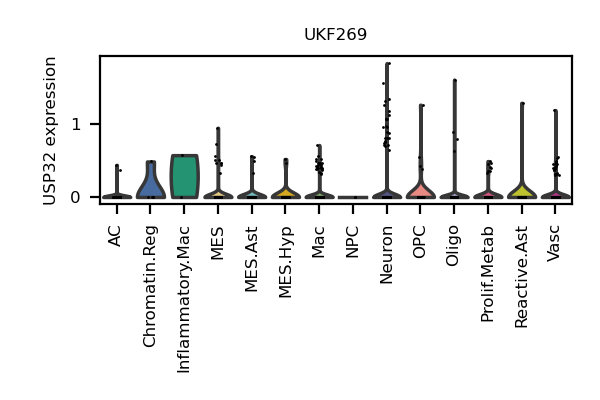 UKF269
USP32 expression
1
0
AC
Chromatin.Reg
Inflammatory.Mac
MES
MES.Ast
MES.Hyp
Mac
NPC
Neuron
OPC
Oligo
Prolif.Metab
Reactive.Ast
Vasc